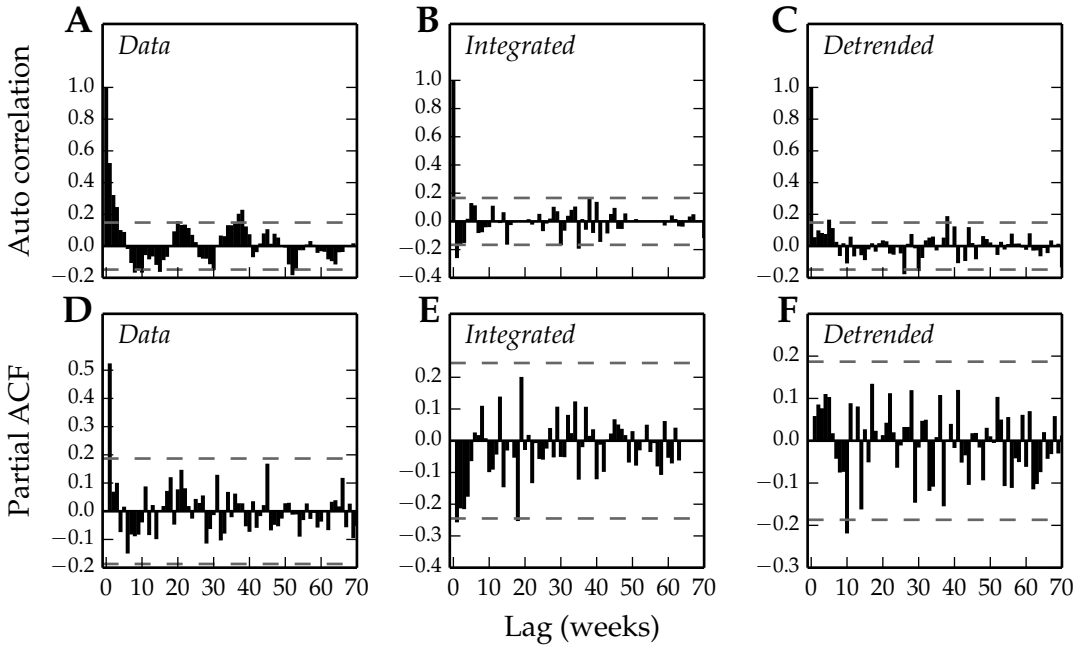 A B C
Data Integrated Detrended
Auto correlation
1.0 1.0 1.0
0.8 0.8 0.8
0.6 0.6 0.6
0.4 0.4 0.4
0.2 0.2 0.2
0.0 0.0 0.0
−0.2 −0.2 −0.2
−0.4
D E F
Data Integrated Detrended
Partial ACF
0.5
0.4
0.3
0.2
0.1
0.0
−0.1
−0.2
0 10 20 30 40 50 60 70
0.2
0.1
0.0
−0.1
−0.2
−0.3
−0.4
0 10 20 30 40 50 60 70
0.2
0.1
0.0
−0.1
−0.2
−0.3
0 10 20 30 40 50 60 70
Lag (weeks)